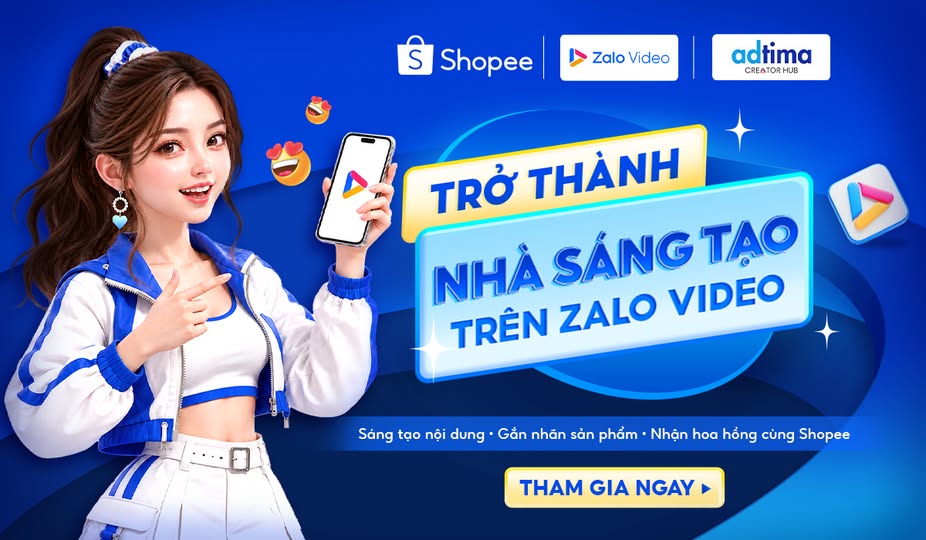 S Shopee
Zalo Video
adtima
CREATOR HUB
TRỞ THÀNH
NHÀ SÁNG TẠO
TRÊN ZALO VIDEO
Sáng tạo nội dung • Gắn nhãn sản phẩm • Nhận hoa hồng cùng Shopee
THAM GIA NGAY ▸